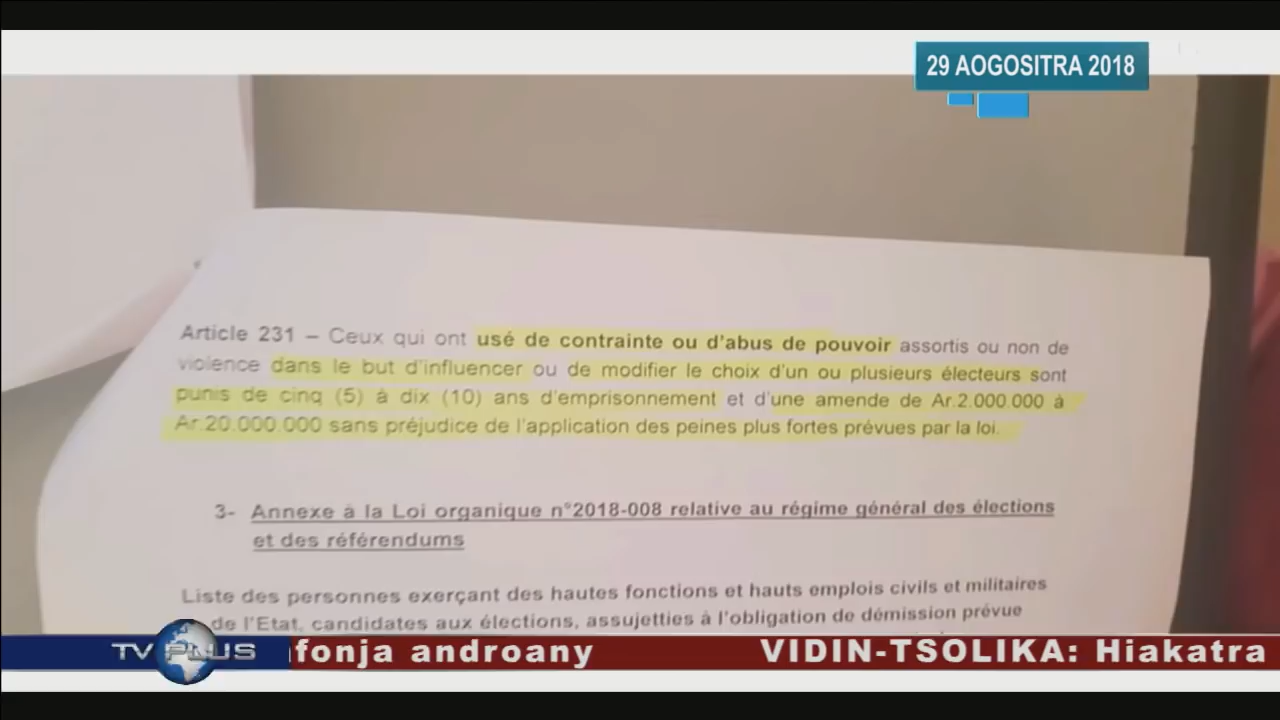 29 AOGOSITRA 2018
Article 231 – Ceux qui ont usé de contrainte ou d'abus de pouvoir assortis ou non de
violence dans le but d'influencer ou de modifier le choix d'un ou plusieurs électeurs sont
punis de cinq (5) à dix (10) ans d'emprisonnement et d'une amende de Ar.2.000.000 à
Ar.20.000.000 sans préjudice de l'application des peines plus fortes prévues par la loi.
3- Annexe à la Loi organique n°2018-008 relative au régime général des élections
et des référendums
Liste des personnes exerçant des hautes fonctions et hauts emplois civils et militaires
de l'Etat, candidates aux élections, assujetties à l'obligation de démission prévue
TV PLUS
fonja androany VIDIN-TSOLIKA: Hiakatra